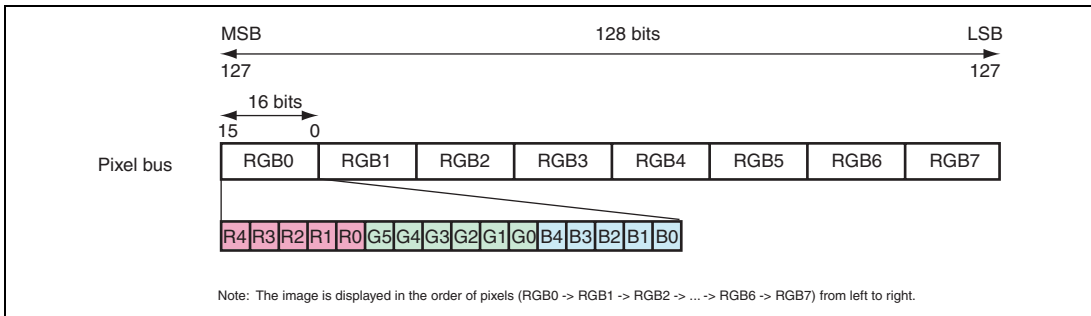 MSB 128 bits LSB
127 127
16 bits
15 0
Pixel bus RGB0 RGB1 RGB2 RGB3 RGB4 RGB5 RGB6 RGB7
R4 R3 R2 R1 R0 G5 G4 G3 G2 G1 G0 B4 B3 B2 B1 B0
Note: The image is displayed in the order of pixels (RGB0 -> RGB1 -> RGB2 -> ... -> RGB6 -> RGB7) from left to right.